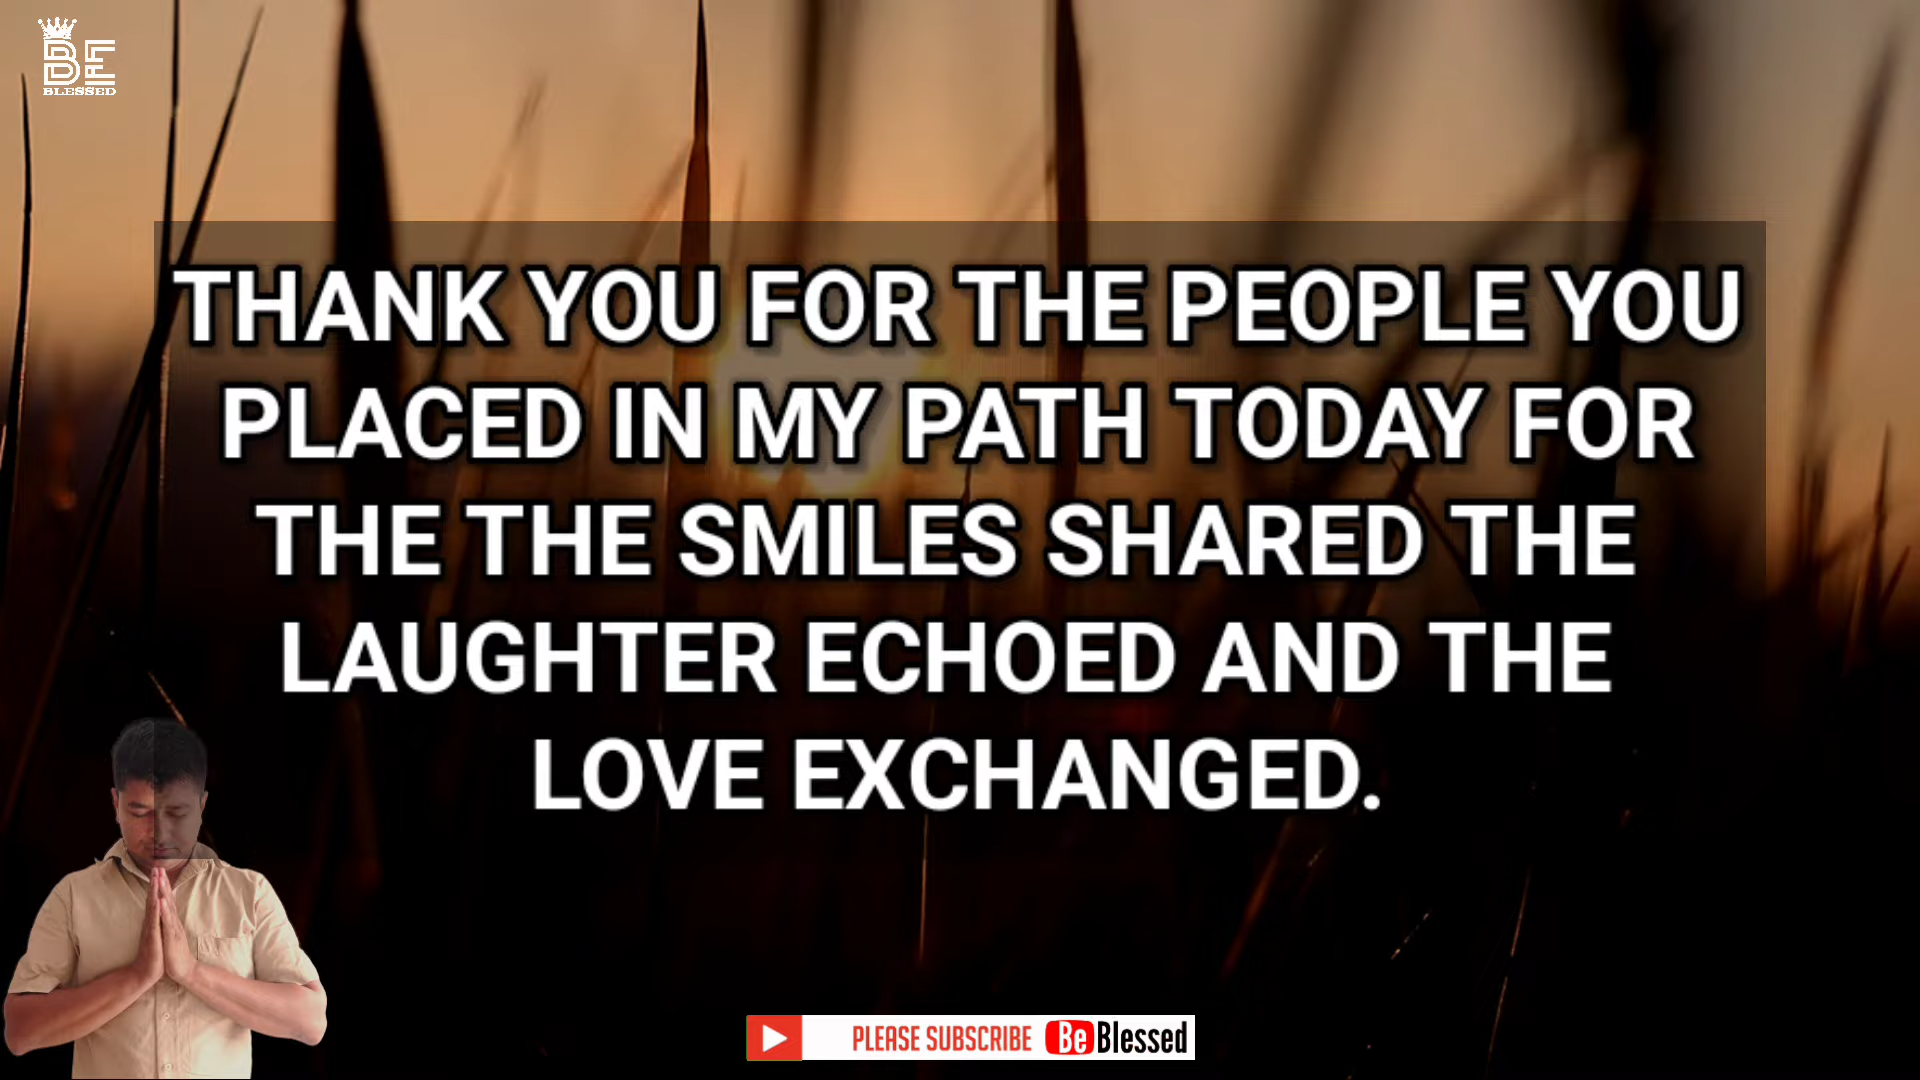 BE
BLESSED
THANK YOU FOR THE PEOPLE YOU
PLACED IN MY PATH TODAY FOR
THE THE SMILES SHARED THE
LAUGHTER ECHOED AND THE
LOVE EXCHANGED.
PLEASE SUBSCRIBE Be Blessed